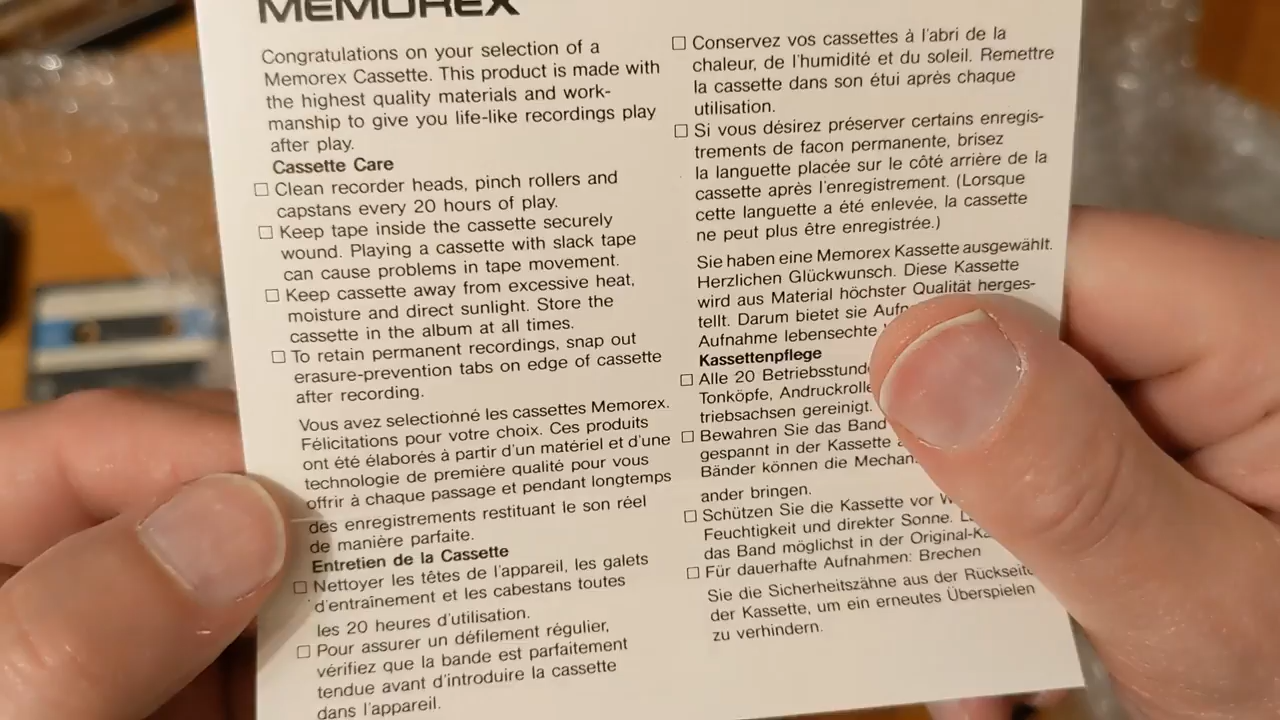 MEMOREX
Congratulations on your selection of a
Memorex Cassette. This product is made with
the highest quality materials and work-
manship to give you life-like recordings play
after play.
Cassette Care
☐ Clean recorder heads, pinch rollers and
capstans every 20 hours of play.
☐ Keep tape inside the cassette securely
wound. Playing a cassette with slack tape
can cause problems in tape movement.
☐ Keep cassette away from excessive heat,
moisture and direct sunlight. Store the
cassette in the album at all times.
☐ To retain permanent recordings, snap out
erasure-prevention tabs on edge of cassette
after recording.
Vous avez selectionné les cassettes Memorex.
Félicitations pour votre choix. Ces produits
ont été élaborés à partir d'un matériel et d'une
technologie de première qualité pour vous
offrir à chaque passage et pendant longtemps
des enregistrements restituant le son réel
de manière parfaite.
Entretien de la Cassette
☐ Nettoyer les têtes de l'appareil, les galets
d'entraînement et les cabestans toutes
les 20 heures d'utilisation.
☐ Pour assurer un défilement régulier,
vérifiez que la bande est parfaitement
tendue avant d'introduire la cassette
dans l'appareil.
☐ Conservez vos cassettes à l'abri de la
chaleur, de l'humidité et du soleil. Remettre
la cassette dans son étui après chaque
utilisation.
☐ Si vous désirez préserver certains enregis-
trements de facon permanente, brisez
la languette placée sur le côté arrière de la
cassette après l'enregistrement. (Lorsque
cette languette a été enlevée, la cassette
ne peut plus être enregistrée.)
Sie haben eine Memorex Kassette ausgewählt.
Herzlichen Glückwunsch. Diese Kassette
wird aus Material höchster Qualität herges-
tellt. Darum bietet sie
Aufnahme lebensechte
Kassettenpflege
☐ Alle 20
Tonköpfe,
triebsachsen gereinigt.
☐ Bewahren Sie das Band
gespannt in der Kassette
Bänder können die
ander bringen.
☐ Schützen Sie die Kassette vor
Feuchtigkeit und direkter Sonne.
das Band möglichst in der
☐ Für dauerhafte Aufnahmen: Brechen
Sie die Sicherheitszähne aus der Rückseite
der Kassette, um ein erneutes Überspielen
zu verhindern.